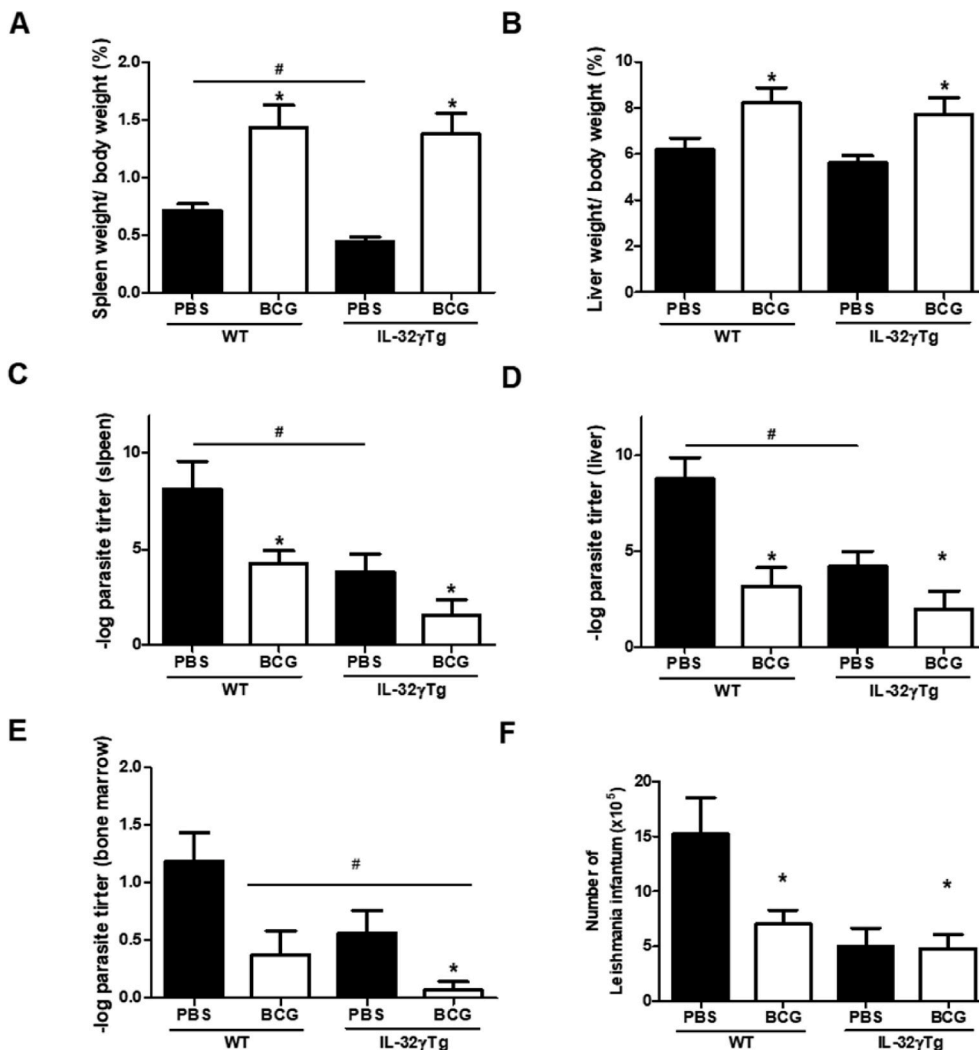 A
Spleen weight/ body weight (%)
2.0
1.5
1.0
0.5
0.0
#
*
*
PBS
BCG
PBS
BCG
WT
IL-32γTg
B
Liver weight/ body weight (%)
10
8
6
4
2
0
*
*
PBS
BCG
PBS
BCG
WT
IL-32γTg
C
-log parasite tirter (slpeen)
10
5
0
#
*
*
PBS
BCG
PBS
BCG
WT
IL-32γTg
D
-log parasite tirter (liver)
10
5
0
#
*
*
PBS
BCG
PBS
BCG
WT
IL-32γTg
E
-log parasite tirter (bone marrow)
2.0
1.5
1.0
0.5
0.0
#
*
PBS
BCG
PBS
BCG
WT
IL-32γTg
F
Number of
Leishmania infantum (x10⁵)
20
15
10
5
0
*
*
PBS
BCG
PBS
BCG
WT
IL-32γTg